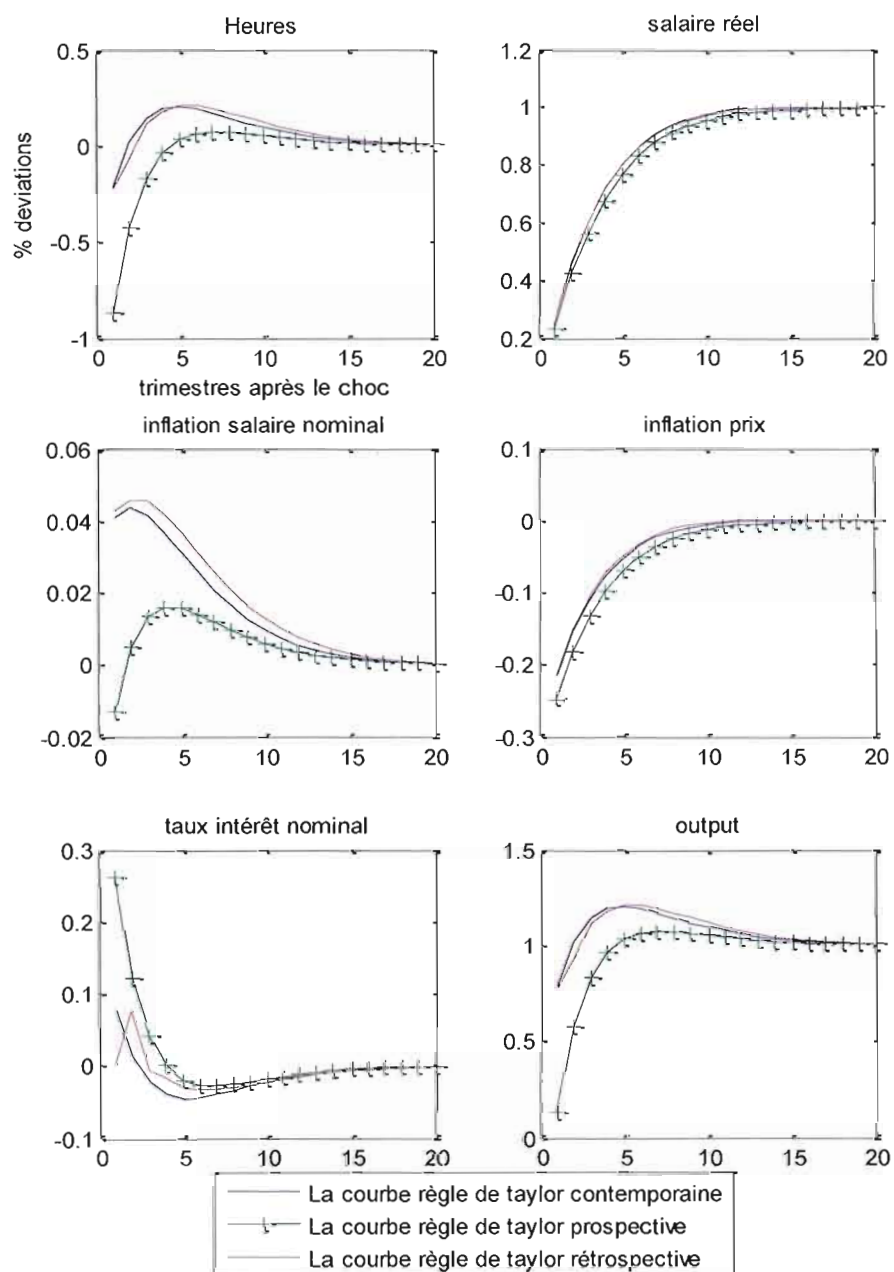 Heures
salaire réel
0.5
0
-0.5
-1
% deviations
0 5 10 15 20
trimestres après le choc
1.2
1
0.8
0.6
0.4
0.2
0 5 10 15 20
inflation salaire nominal
inflation prix
0.06
0.04
0.02
0
-0.02
0 5 10 15 20
0.1
0
-0.1
-0.2
-0.3
0 5 10 15 20
taux intérêt nominal
output
0.3
0.2
0.1
0
-0.1
0 5 10 15 20
1.5
1
0.5
0
0 5 10 15 20
La courbe règle de taylor contemporaine
La courbe règle de taylor prospective
La courbe règle de taylor rétrospective